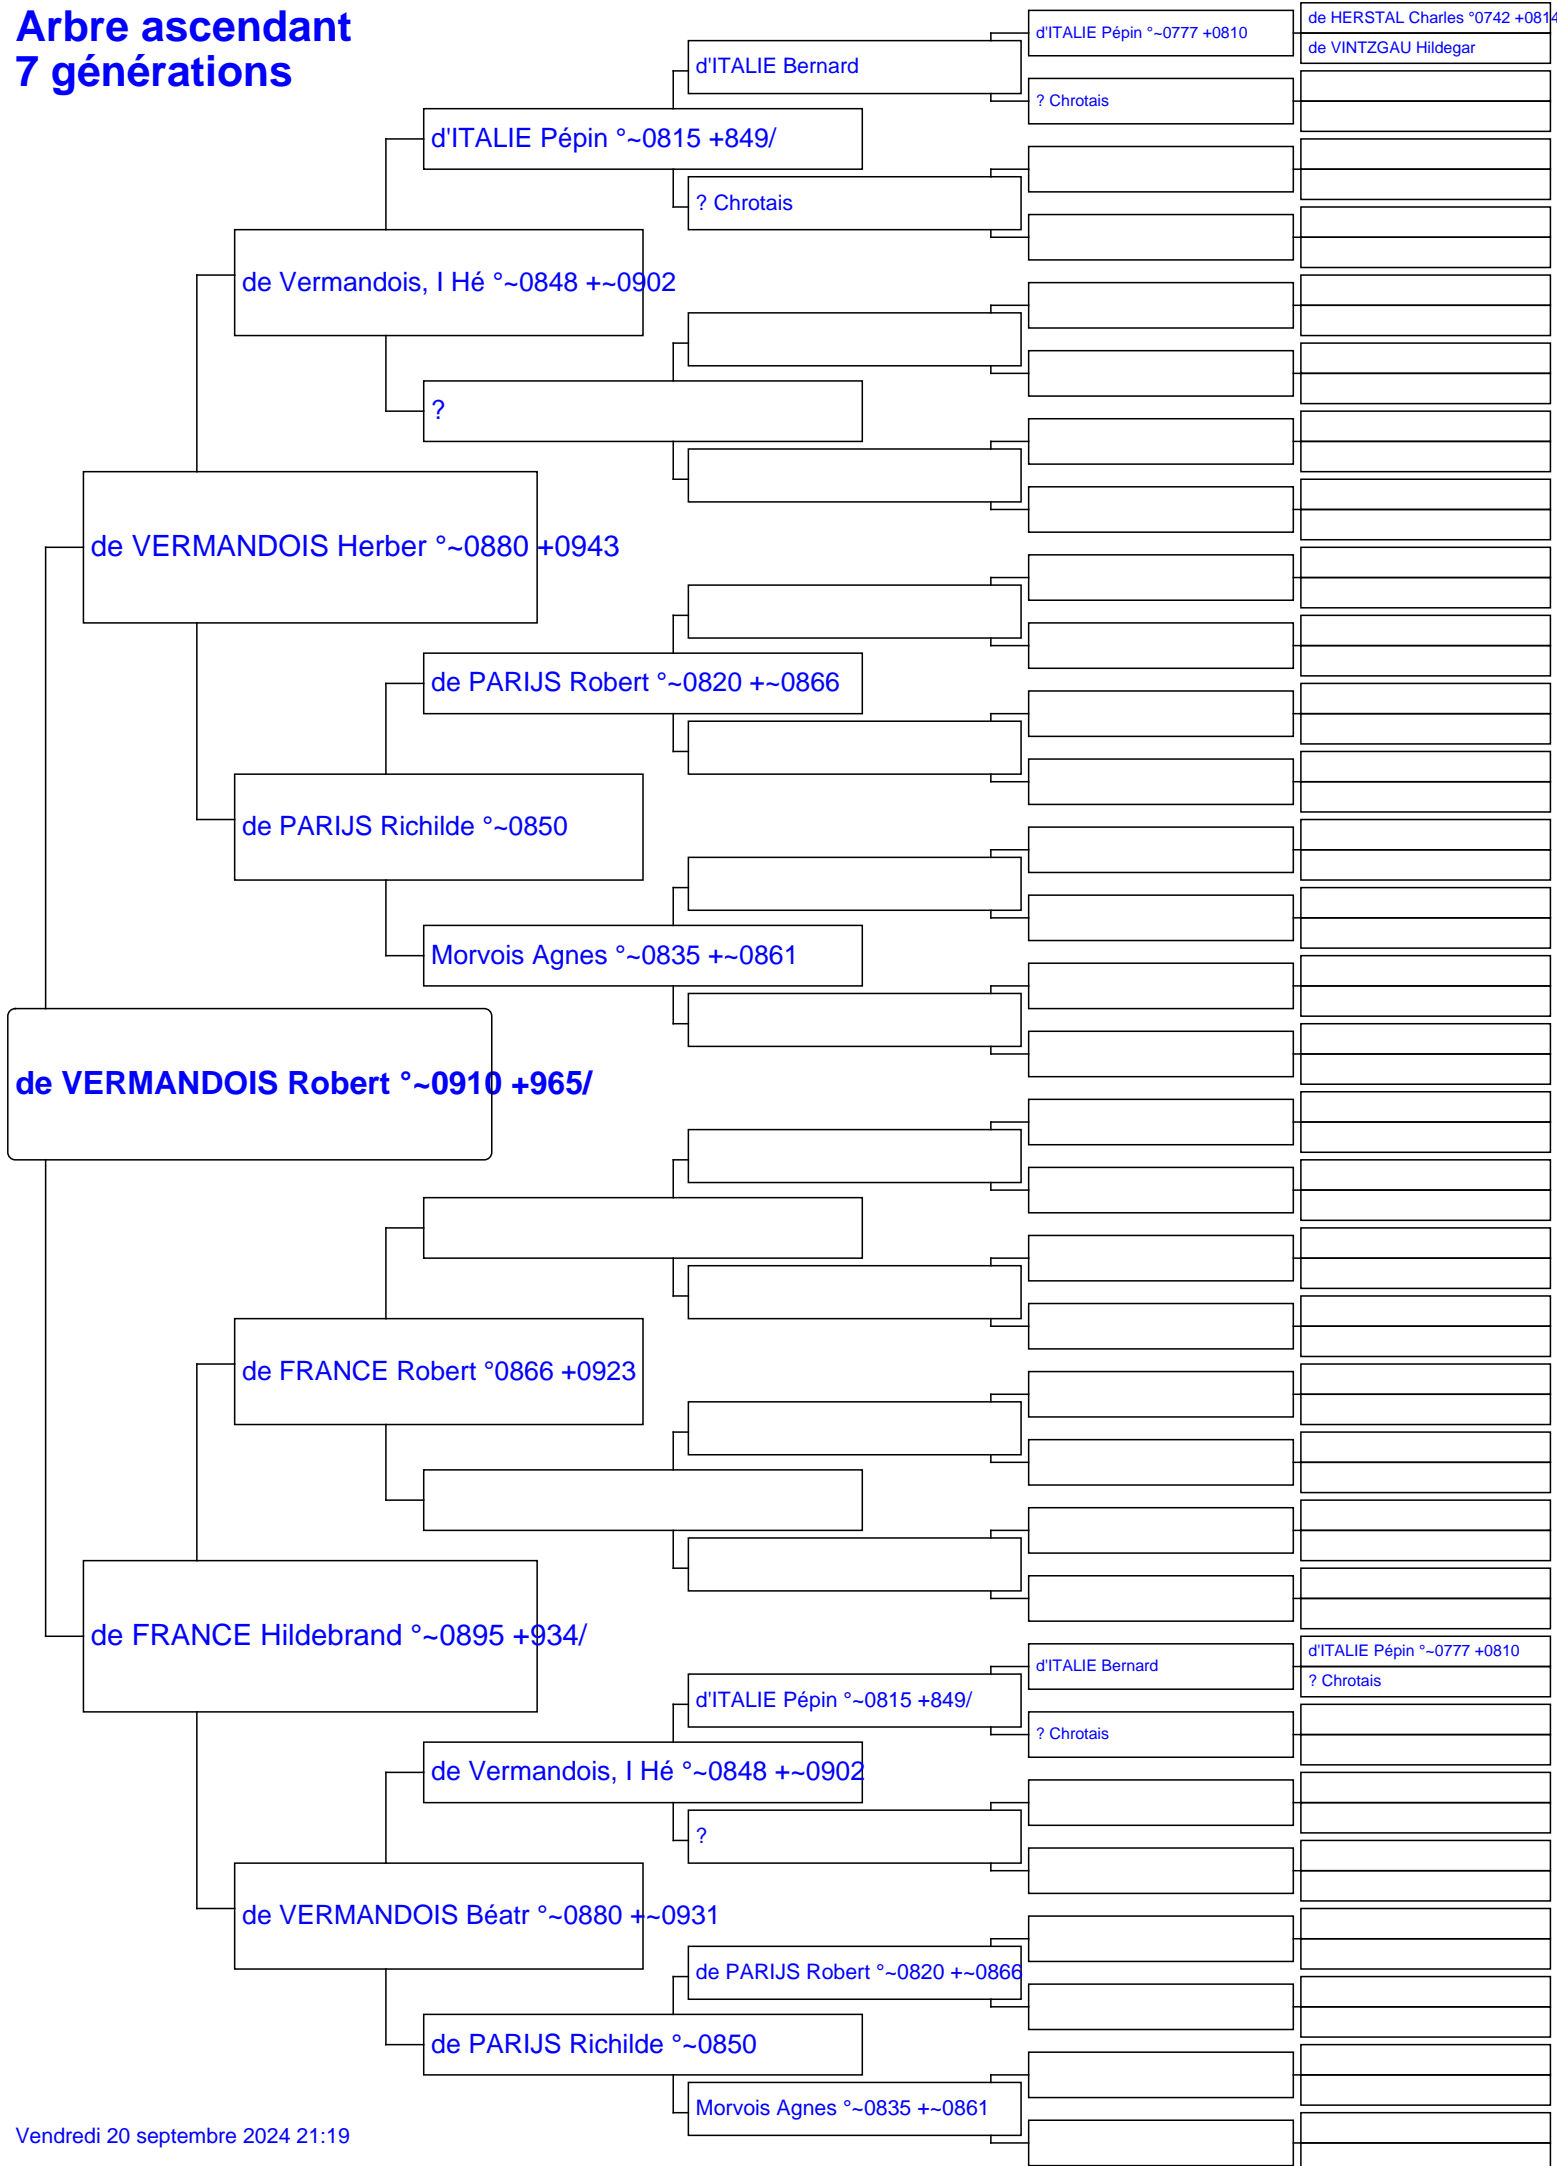 Arbre ascendant
7 générations
de HERSTAL Charles °0742 +0814
d'ITALIE Pépin °~0777 +0810
de VINTZGAU Hildegar
d'ITALIE Bernard
? Chrotais
d'ITALIE Pépin °~0815 +849/
? Chrotais
de Vermandois, I Hé °~0848 +~0902
?
de VERMANDOIS Herber °~0880 +0943
de PARIJS Robert °~0820 +~0866
de PARIJS Richilde °~0850
Morvois Agnes °~0835 +~0861
de VERMANDOIS Robert °~0910 +965/
de FRANCE Robert °0866 +0923
de FRANCE Hildebrand °~0895 +934/
d'ITALIE Pépin °~0777 +0810
d'ITALIE Bernard
? Chrotais
d'ITALIE Pépin °~0815 +849/
? Chrotais
de Vermandois, I Hé °~0848 +~0902
?
de VERMANDOIS Béatr °~0880 +~0931
de PARIJS Robert °~0820 +~0866
de PARIJS Richilde °~0850
Morvois Agnes °~0835 +~0861
Vendredi 20 septembre 2024 21:19